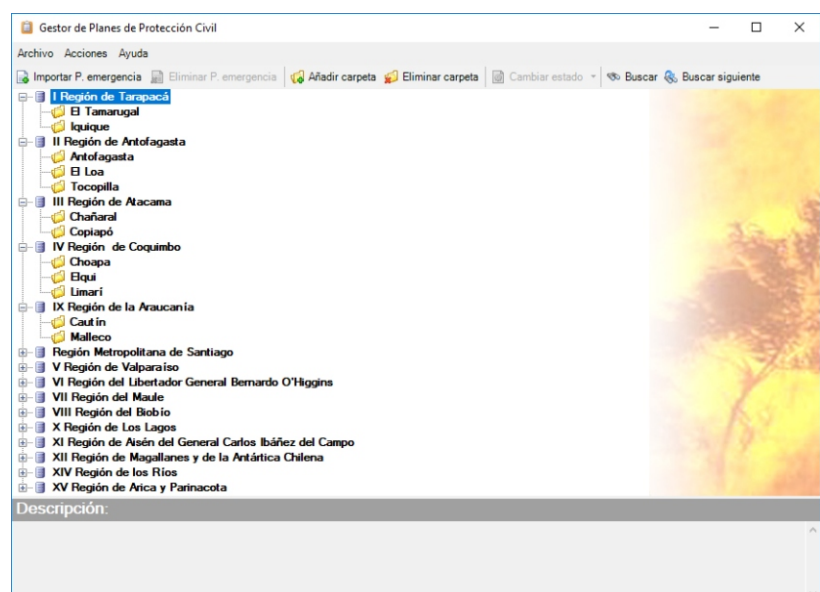 Gestor de Planes de Protección Civil
Archivo Acciones Ayuda
Importar P. emergencia Eliminar P. emergencia Añadir carpeta Eliminar carpeta Cambiar estado Buscar Buscar siguiente
I Región de Tarapacá
El Tamarugal
Iquique
II Región de Antofagasta
Antofagasta
El Loa
Tocopilla
III Región de Atacama
Chañaral
Copiapó
IV Región de Coquimbo
Choapa
Elqui
Limarí
IX Región de la Araucanía
Cautín
Malleco
Región Metropolitana de Santiago
V Región de Valparaíso
VI Región del Libertador General Bernardo O'Higgins
VII Región del Maule
VIII Región del Biobío
X Región de Los Lagos
XI Región de Aisén del General Carlos Ibáñez del Campo
XII Región de Magallanes y de la Antártica Chilena
XIV Región de los Ríos
XV Región de Arica y Parinacota
Descripción: